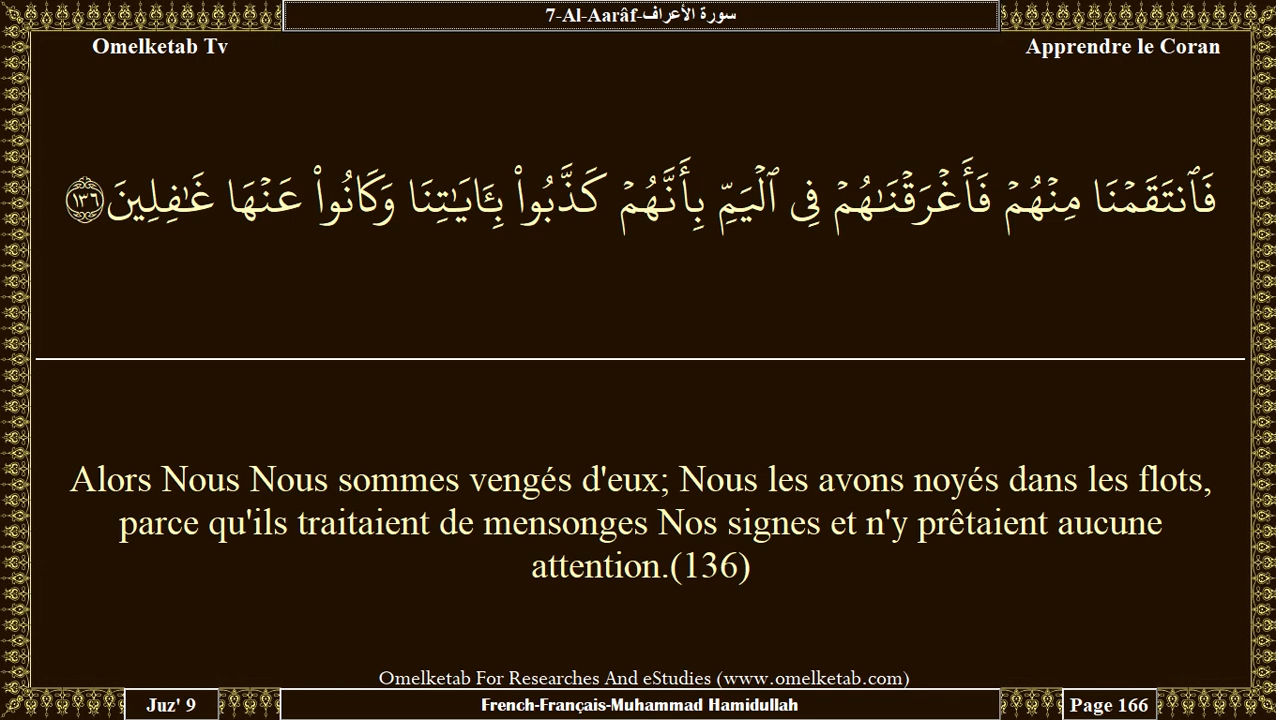 7-Al-Aarâf-سورة الأعراف
Omelketab Tv
Apprendre le Coran
فَٱنتَقَمْنَا مِنْهُمْ فَأَغْرَقْنَٰهُمْ فِى ٱلْيَمِّ بِأَنَّهُمْ كَذَّبُوا۟ بِـَٔايَٰتِنَا وَكَانُوا۟ عَنْهَا غَٰفِلِينَ ١٣٦
Alors Nous Nous sommes vengés d'eux; Nous les avons noyés dans les flots,
parce qu'ils traitaient de mensonges Nos signes et n'y prêtaient aucune
attention.(136)
Omelketab For Researches And eStudies (www.omelketab.com)
Juz' 9
French-Français-Muhammad Hamidullah
Page 166